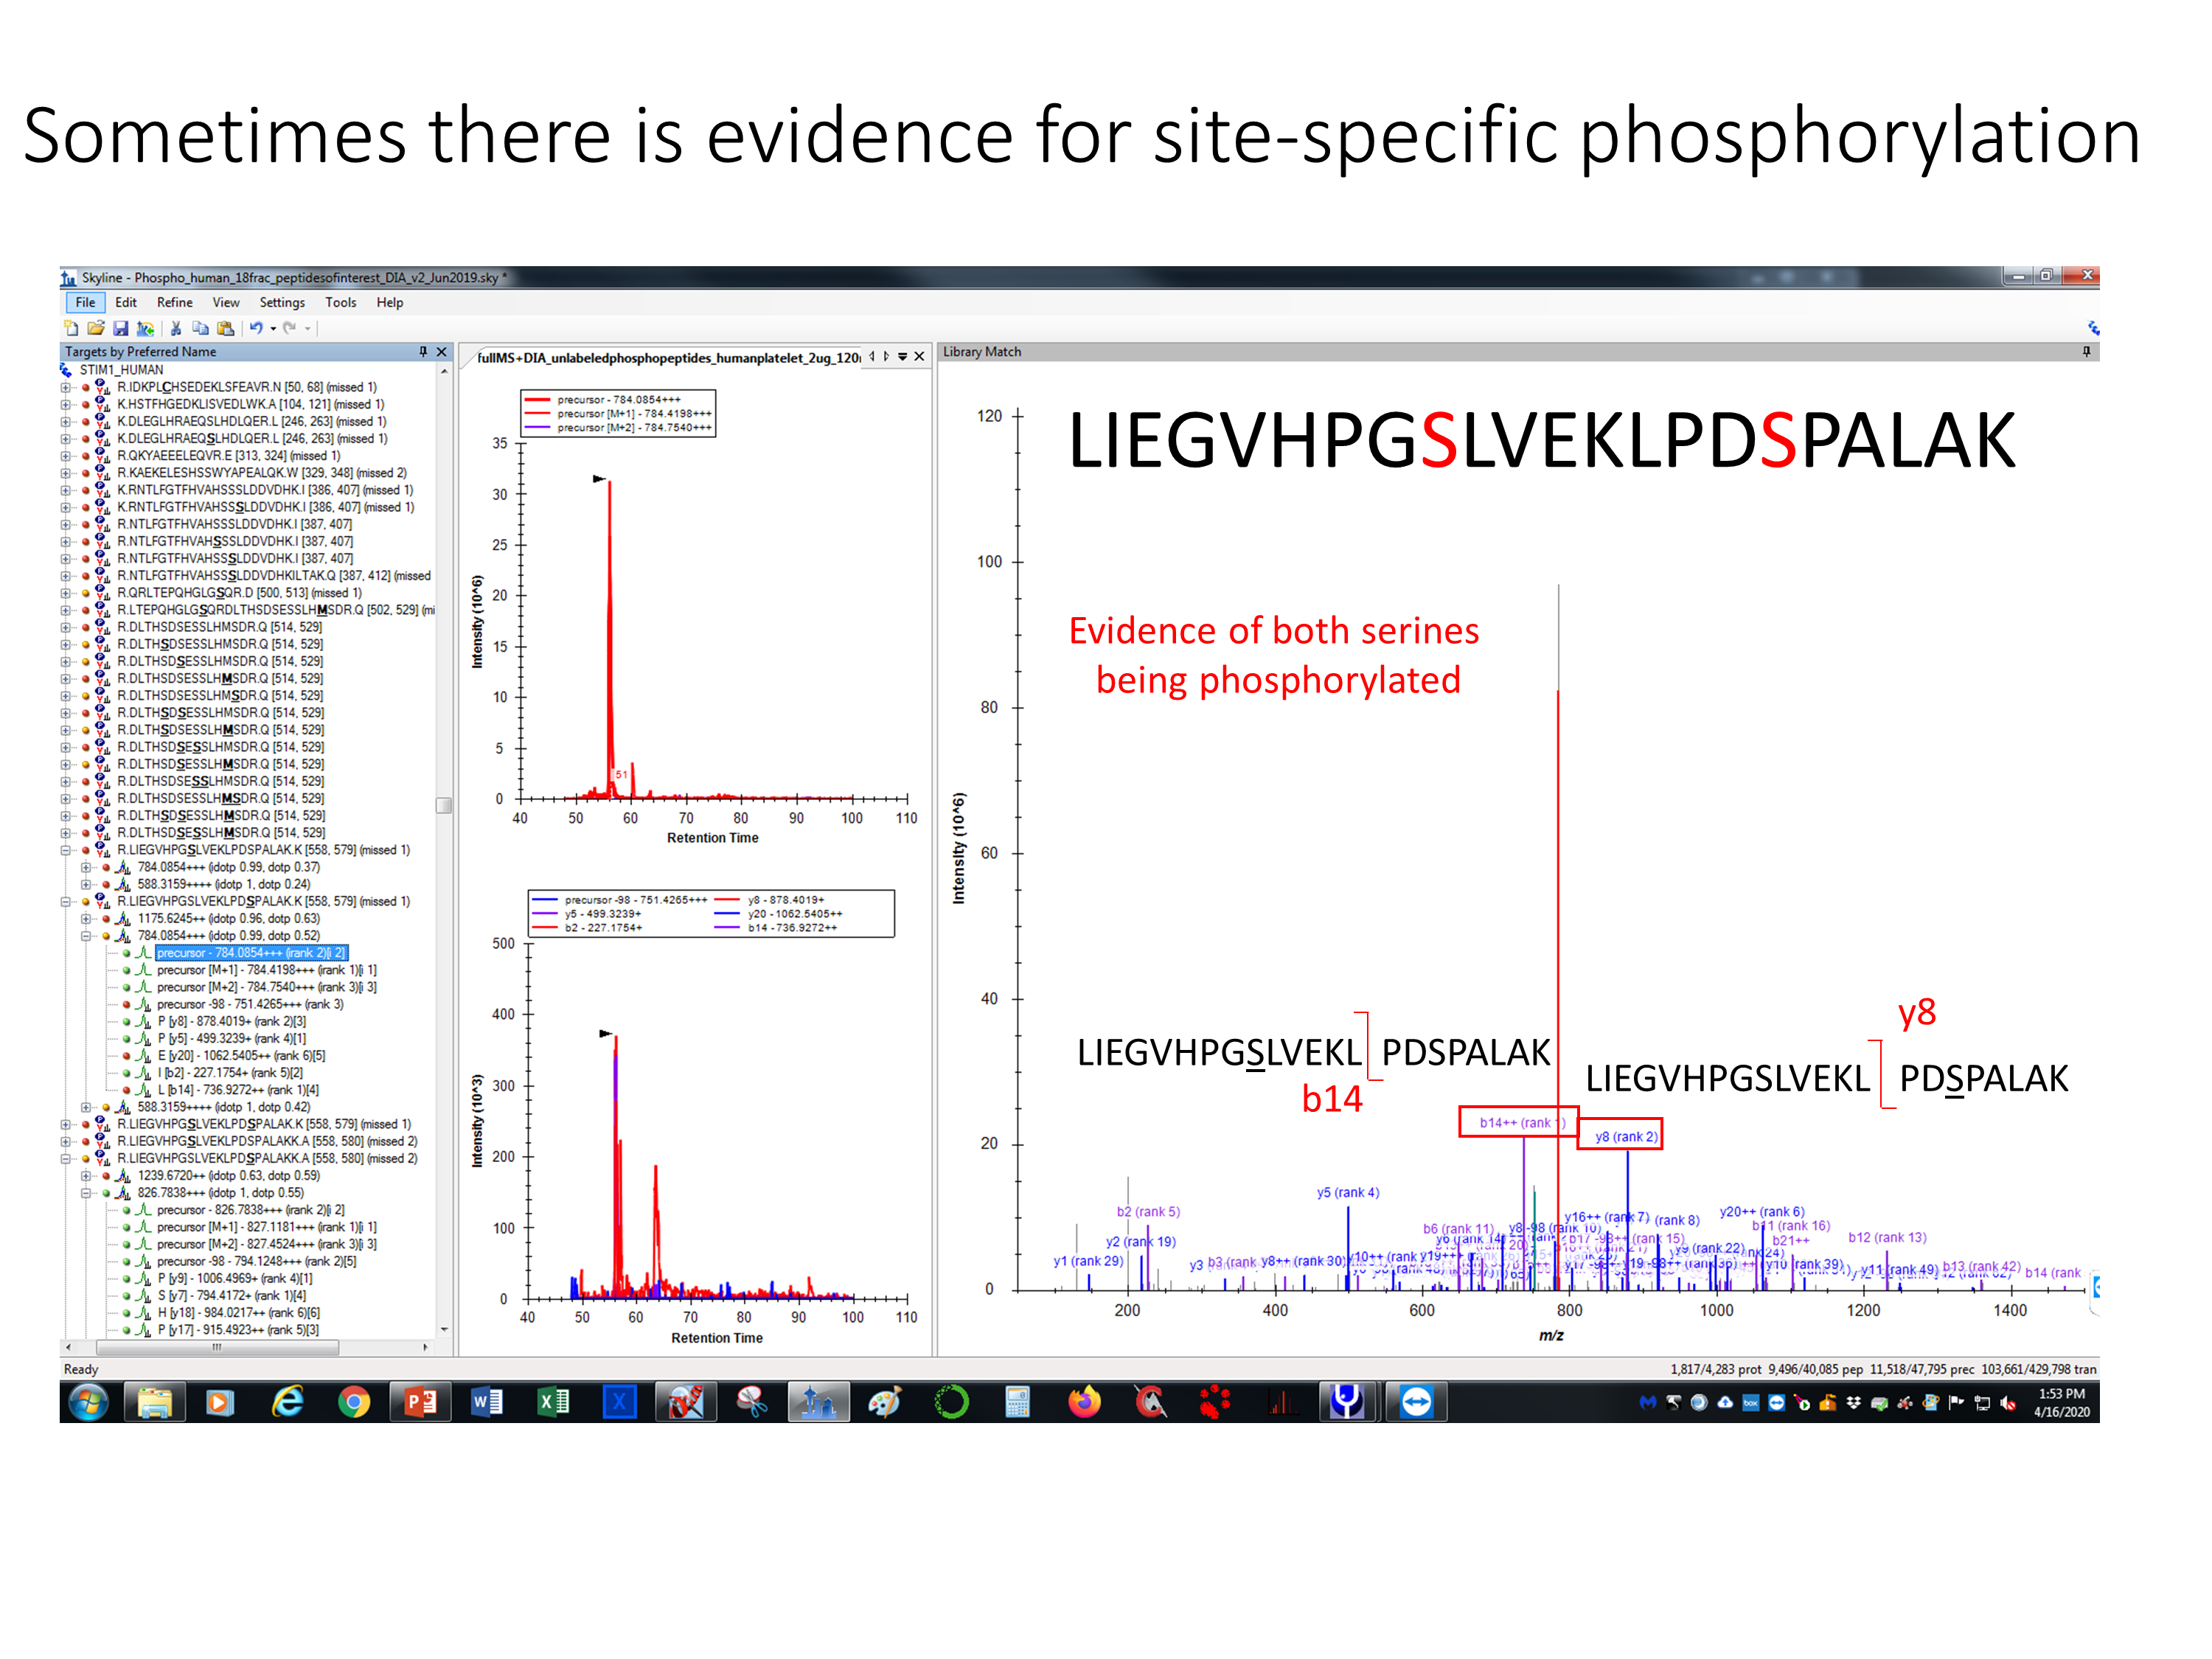 Sometimes there is evidence for site-specific phosphorylation
Skyline - Phospho_human_18frac_peptidesofinterest_DIA_v2_Jun2019.sky *
File Edit Refine View Settings Tools Help
Targets by Preferred Name
STIM1_HUMAN
R.IDKPLCHSEDEKLSFEAVR.N [50, 68] (missed 1)
K.HSTFHGEDKLISVEDLWK.A [104, 121] (missed 1)
K.DLEGLHRAEQSLHDLQER.L [246, 263] (missed 1)
K.DLEGLHRAEQSLHDLQER.L [246, 263] (missed 1)
R.QKYAEEELEQVR.E [313, 324] (missed 1)
R.KAEKELESHSSWYAPEALQK.W [329, 348] (missed 2)
K.RNTLFGTFHVAHSSSLDDVDHK.I [386, 407] (missed 1)
K.RNTLFGTFHVAHSSSLDDVDHK.I [386, 407] (missed 1)
R.NTLFGTFHVAHSSSLDDVDHK.I [387, 407]
R.NTLFGTFHVAHSSSLDDVDHK.I [387, 407]
R.NTLFGTFHVAHSSSLDDVDHK.I [387, 407]
R.NTLFGTFHVAHSSSLDDVDHKILTAK.Q [387, 412] (missed
R.QRLTEPQHGLGSQR.D [500, 513] (missed 1)
R.LTEPQHGLGSQRDLTHSDSESSLHMSDR.Q [502, 529] (mi
R.DLTHSDSESSLHMSDR.Q [514, 529]
R.DLTHSDSESSLHMSDR.Q [514, 529]
R.DLTHSDSESSLHMSDR.Q [514, 529]
R.DLTHSDSESSLHMSDR.Q [514, 529]
R.DLTHSDSESSLHMSDR.Q [514, 529]
R.DLTHSDSESSLHMSDR.Q [514, 529]
R.DLTHSDSESSLHMSDR.Q [514, 529]
R.DLTHSDSESSLHMSDR.Q [514, 529]
R.DLTHSDSESSLHMSDR.Q [514, 529]
R.DLTHSDSESSLHMSDR.Q [514, 529]
R.DLTHSDSESSLHMSDR.Q [514, 529]
R.DLTHSDSESSLHMSDR.Q [514, 529]
R.DLTHSDSESSLHMSDR.Q [514, 529]
R.LIEGVHPGSLVEKLPDSPALAK.K [558, 579] (missed 1)
784.0854+++ (idotp 0.99, dotp 0.37)
588.3159++++ (idotp 1, dotp 0.24)
R.LIEGVHPGSLVEKLPDSPALAK.K [558, 579] (missed 1)
1175.6245++ (idotp 0.96, dotp 0.63)
784.0854+++ (idotp 0.99, dotp 0.52)
precursor - 784.0854+++ (irank 2)[i 2]
precursor [M+1] - 784.4198+++ (irank 1)[i 1]
precursor [M+2] - 784.7540+++ (irank 3)[i 3]
precursor -98 - 751.4265+++ (rank 3)
P [y8] - 878.4019+ (rank 2)[3]
P [y5] - 499.3239+ (rank 4)[1]
E [y20] - 1062.5405++ (rank 6)[5]
I [b2] - 227.1754+ (rank 5)[2]
L [b14] - 736.9272++ (rank 1)[4]
588.3159++++ (idotp 1, dotp 0.42)
R.LIEGVHPGSLVEKLPDSPALAK.K [558, 579] (missed 1)
R.LIEGVHPGSLVEKLPDSPALAKK.A [558, 580] (missed 2)
R.LIEGVHPGSLVEKLPDSPALAKK.A [558, 580] (missed 2)
1239.6720++ (idotp 0.63, dotp 0.59)
826.7838+++ (idotp 1, dotp 0.55)
precursor - 826.7838+++ (irank 2)[i 2]
precursor [M+1] - 827.1181+++ (irank 1)[i 1]
precursor [M+2] - 827.4524+++ (irank 3)[i 3]
precursor -98 - 794.1248+++ (rank 2)[5]
P [y9] - 1006.4969+ (rank 4)[1]
S [y7] - 794.4172+ (rank 1)[4]
H [y18] - 984.0217++ (rank 6)[6]
P [y17] - 915.4923++ (rank 5)[3]
fullMS+DIA_unlabeledphosphopeptides_humanplatelet_2ug_120
precursor - 784.0854+++
precursor [M+1] - 784.4198+++
precursor [M+2] - 784.7540+++
Intensity (10^6)
35
30
25
20
15
10
5
0
51
40 50 60 70 80 90 100 110
Retention Time
precursor -98 - 751.4265+++ y8 - 878.4019+
y5 - 499.3239+ y20 - 1062.5405++
b2 - 227.1754+ b14 - 736.9272++
Intensity (10^3)
500
400
300
200
100
0
40 50 60 70 80 90 100 110
Retention Time
Library Match
LIEGVHPGSLVEKLPDSPALAK
Evidence of both serines
being phosphorylated
Intensity (10^6)
120
100
80
60
40
20
0
y8
LIEGVHPGSLVEKL PDSPALAK
b14
LIEGVHPGSLVEKL PDSPALAK
b14++ (rank
y8 (rank 2)
y5 (rank 4)
b2 (rank 5)
y2 (rank 19)
y1 (rank 29)
b6 (rank 11)
y16++ (rank 7)
(rank 8)
y20++ (rank 6)
b11 (rank 16)
b12 (rank 13)
b21++
b13 (rank 42)
b14 (rank
200 400 600 800 1000 1200 1400
m/z
Ready
1,817/4,283 prot 9,496/40,085 pep 11,518/47,795 prec 103,661/429,798 tran
1:53 PM
4/16/2020